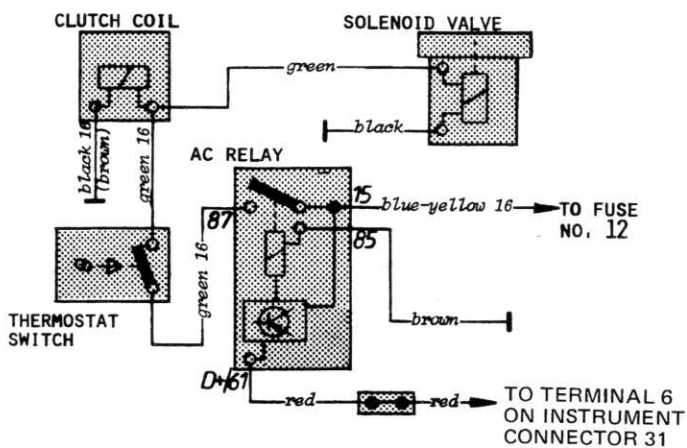 CLUTCH COIL
SOLENOID VALVE
green
black 16
(brown)
green 16
black
AC RELAY
15
blue-yellow 16
TO FUSE
NO. 12
87
85
green 16
THERMOSTAT
SWITCH
brown
D+/61
red
red
TO TERMINAL 6
ON INSTRUMENT
CONNECTOR 31